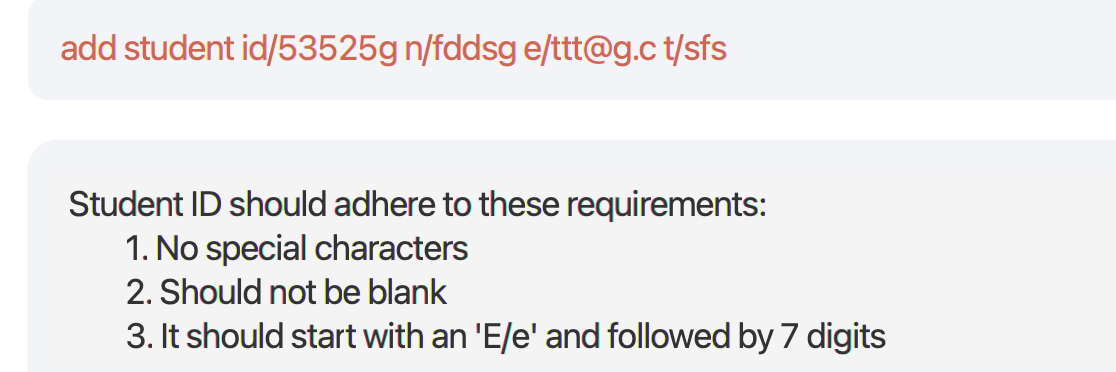 add student id/53525g n/fddsg e/ttt@g.c t/sfs
Student ID should adhere to these requirements:
1. No special characters
2. Should not be blank
3. It should start with an 'E/e' and followed by 7 digits